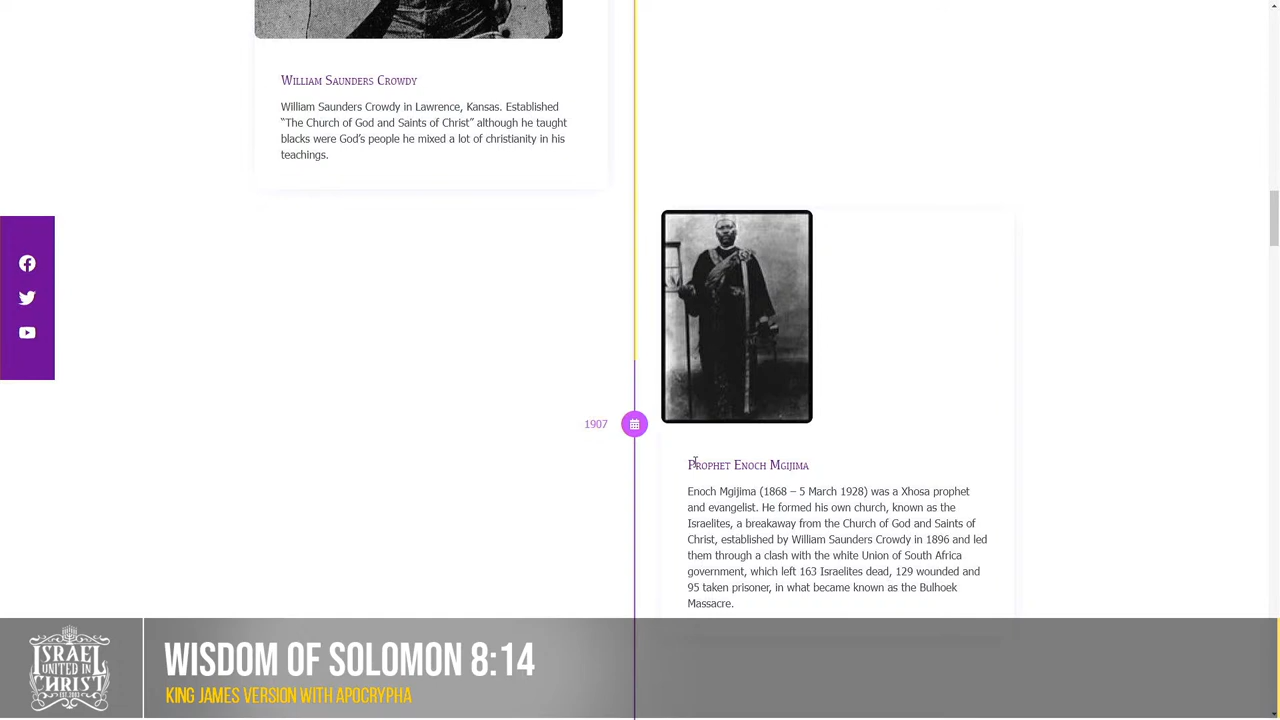 William Saunders Crowdy
William Saunders Crowdy in Lawrence, Kansas. Established
“The Church of God and Saints of Christ” although he taught
blacks were God’s people he mixed a lot of christianity in his
teachings.
1907
Prophet Enoch Mgijima
Enoch Mgijima (1868 – 5 March 1928) was a Xhosa prophet
and evangelist. He formed his own church, known as the
Israelites, a breakaway from the Church of God and Saints of
Christ, established by William Saunders Crowdy in 1896 and led
them through a clash with the white Union of South Africa
government, which left 163 Israelites dead, 129 wounded and
95 taken prisoner, in what became known as the Bulhoek
Massacre.
ISRAEL
UNITED IN
CHRIST
EST. 2003
WISDOM OF SOLOMON 8:14
KING JAMES VERSION WITH APOCRYPHA